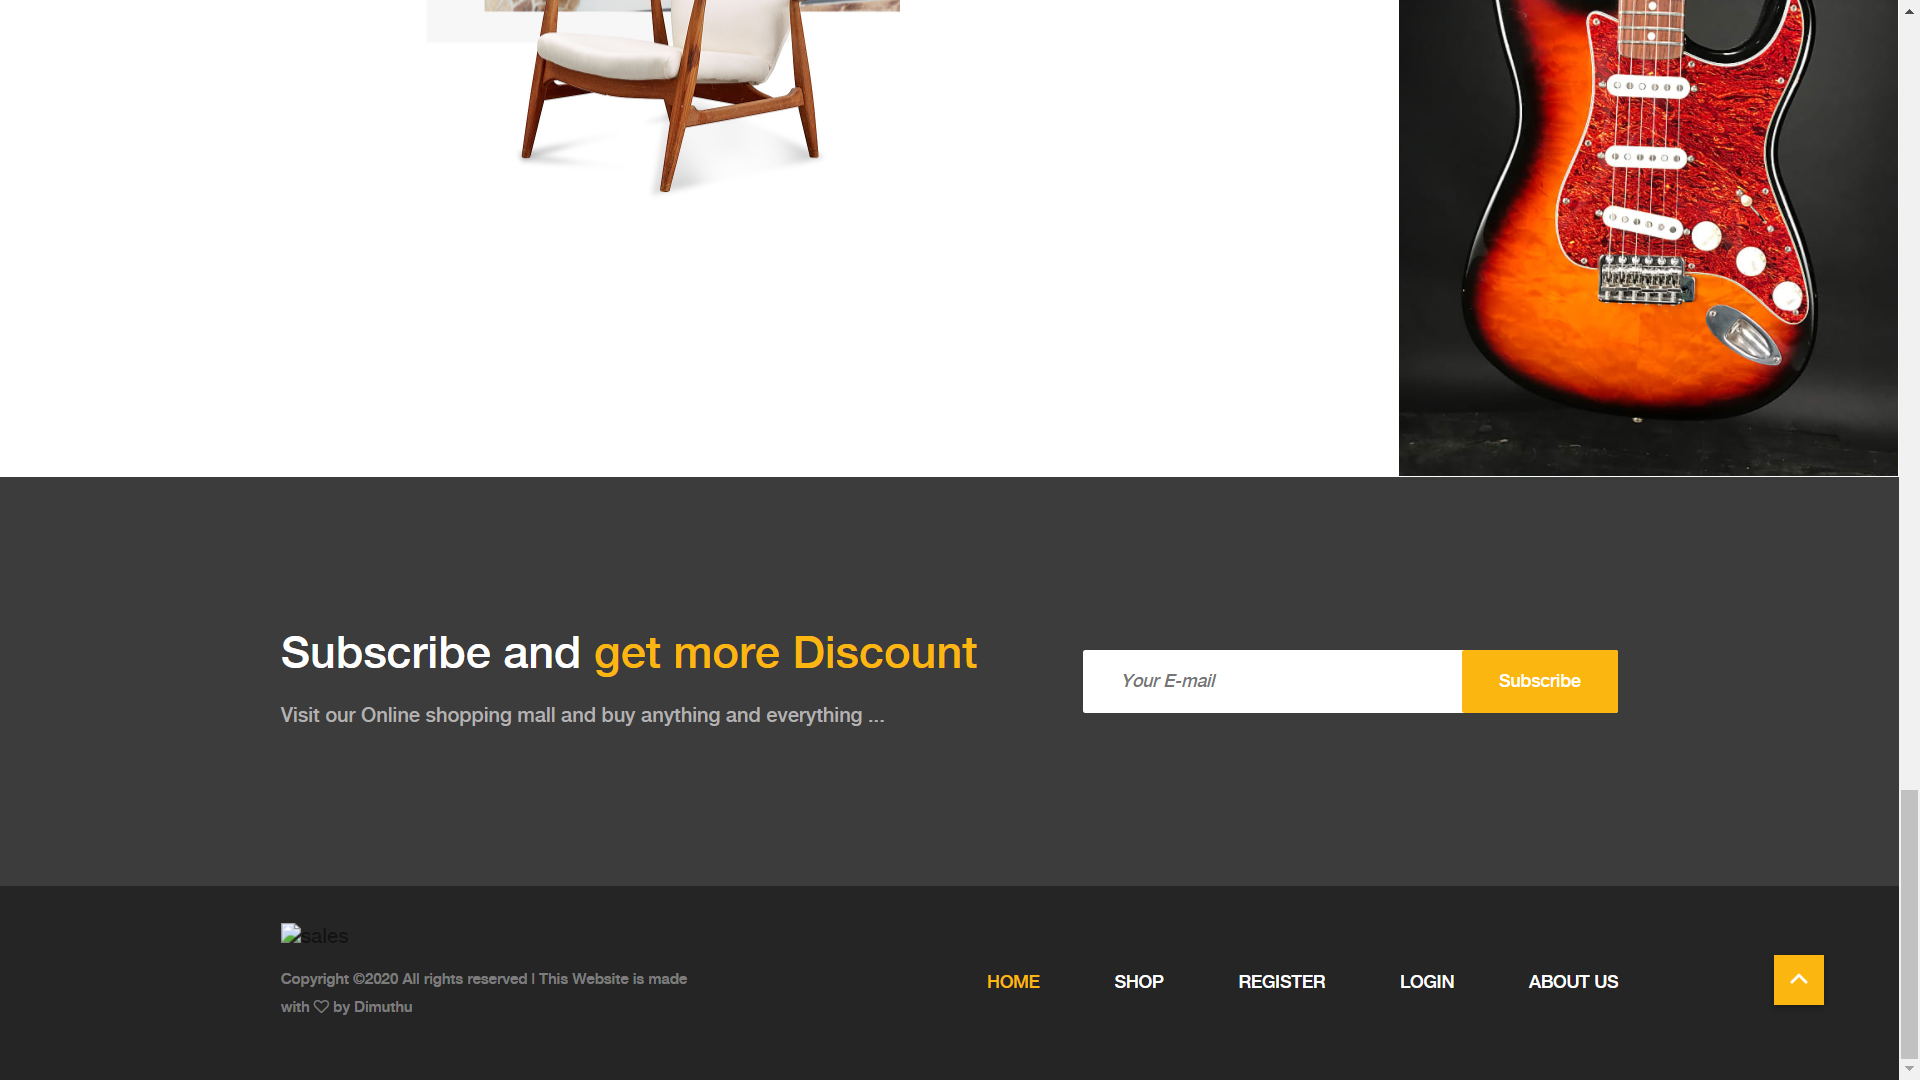 Subscribe and get more Discount
Visit our Online shopping mall and buy anything and everything ...
Your E-mail
Subscribe
sales
Copyright ©2020 All rights reserved | This Website is made
with ♡ by Dimuthu
HOME SHOP REGISTER LOGIN ABOUT US